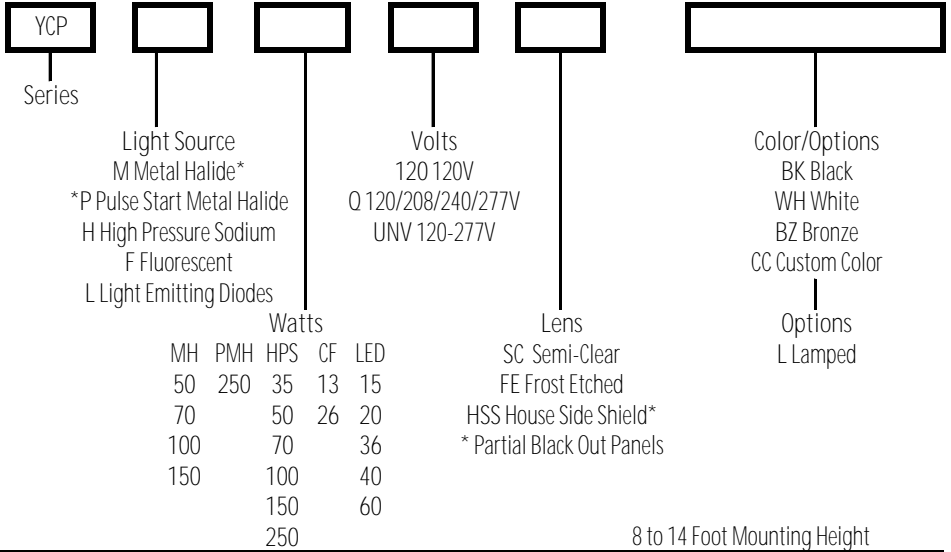 YCP
Series
Light Source
M Metal Halide*
*P Pulse Start Metal Halide
H High Pressure Sodium
F Fluorescent
L Light Emitting Diodes
Watts
MH PMH HPS CF LED
50 250 35 13 15
70 50 26 20
100 70 36
150 100 40
150 60
250
Volts
120 120V
Q 120/208/240/277V
UNV 120-277V
Lens
SC Semi-Clear
FE Frost Etched
HSS House Side Shield*
* Partial Black Out Panels
Color/Options
BK Black
WH White
BZ Bronze
CC Custom Color
Options
L Lamped
8 to 14 Foot Mounting Height